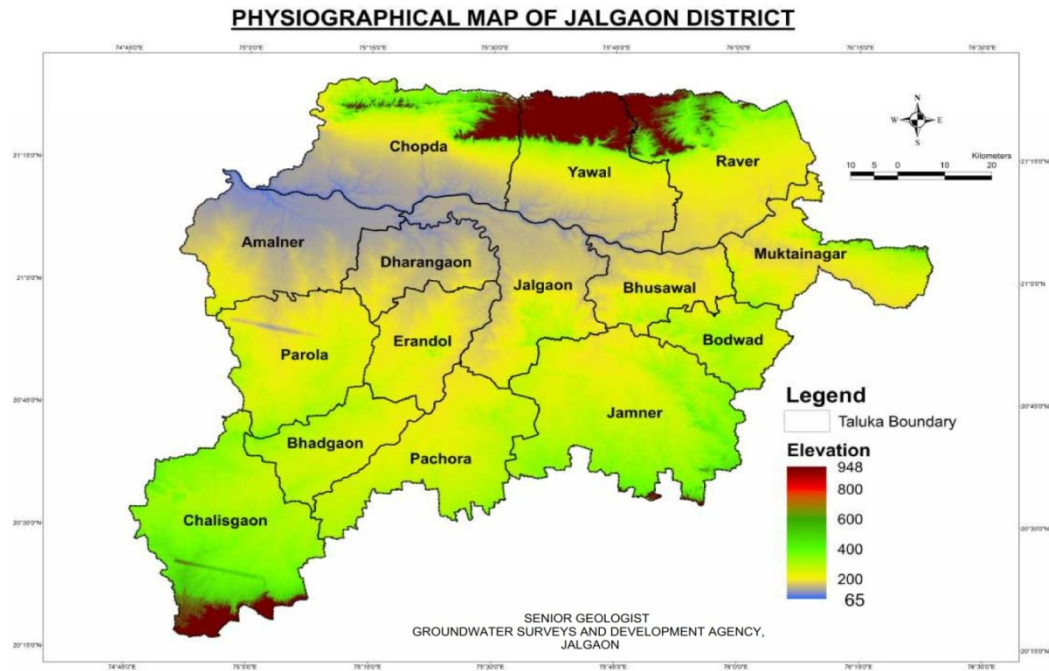 PHYSIOGRAPHICAL MAP OF JALGAON DISTRICT
74°45'0"E 75°0'0"E 75°15'0"E 75°30'0"E 75°45'0"E 76°0'0"E 76°15'0"E 76°30'0"E
N
W E
S
Kilometers
10 5 0 10 20
21°15'0"N 21°15'0"N
Chopda
Yawal
Raver
Amalner
Dharangaon
Jalgaon
Bhusawal
Muktainagar
21°0'0"N 21°0'0"N
Parola
Erandol
Bodwad
20°45'0"N 20°45'0"N
Jamner
Bhadgaon
Pachora
Chalisgaon
20°30'0"N 20°30'0"N
Legend
Taluka Boundary
Elevation
948
800
600
400
200
65
SENIOR GEOLOGIST
GROUNDWATER SURVEYS AND DEVELOPMENT AGENCY,
JALGAON
20°15'0"N 20°15'0"N
74°45'0"E 75°0'0"E 75°15'0"E 75°30'0"E 75°45'0"E 76°0'0"E 76°15'0"E 76°30'0"E